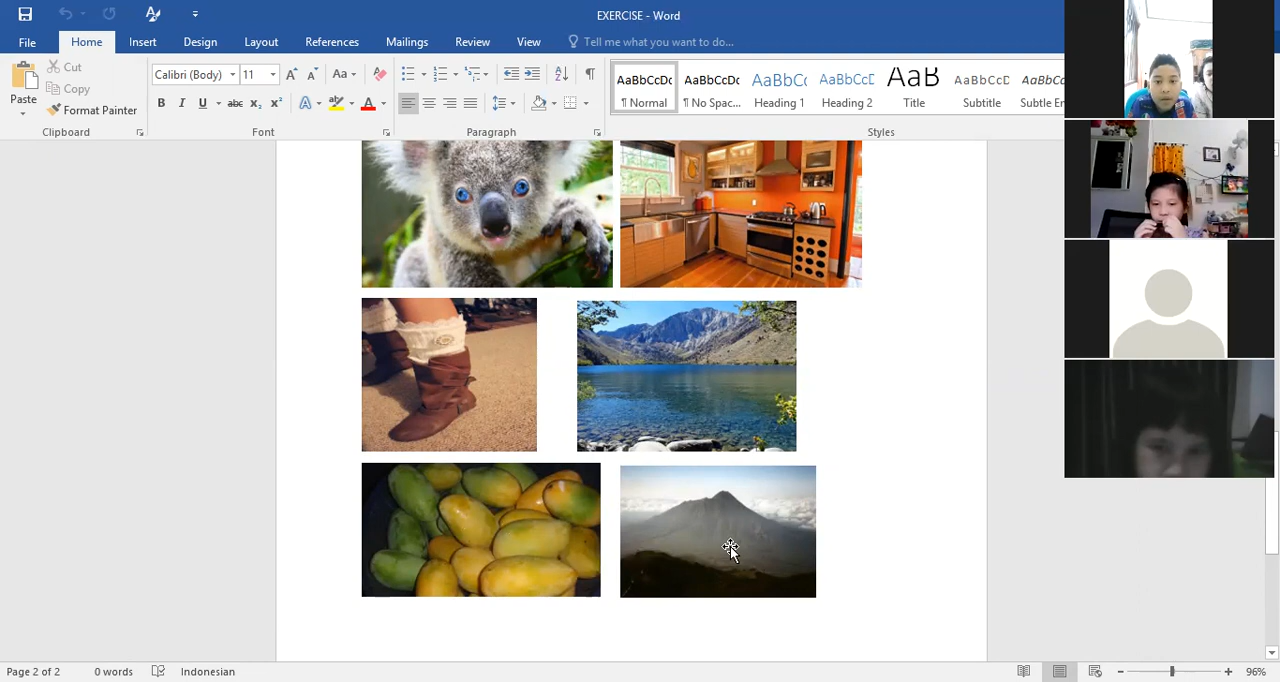 EXERCISE - Word
File Home Insert Design Layout References Mailings Review View Tell me what you want to do...
Cut
Copy
Format Painter
Paste
Clipboard
Calibri (Body) 11
Font
Paragraph
AaBbCcDc AaBbCcDc AaBbCc AaBbCcD AaB AaBbCcD AaBbCcD
¶ Normal ¶ No Spac... Heading 1 Heading 2 Title Subtitle Subtle Em
Styles
Page 2 of 2 0 words Indonesian 96%